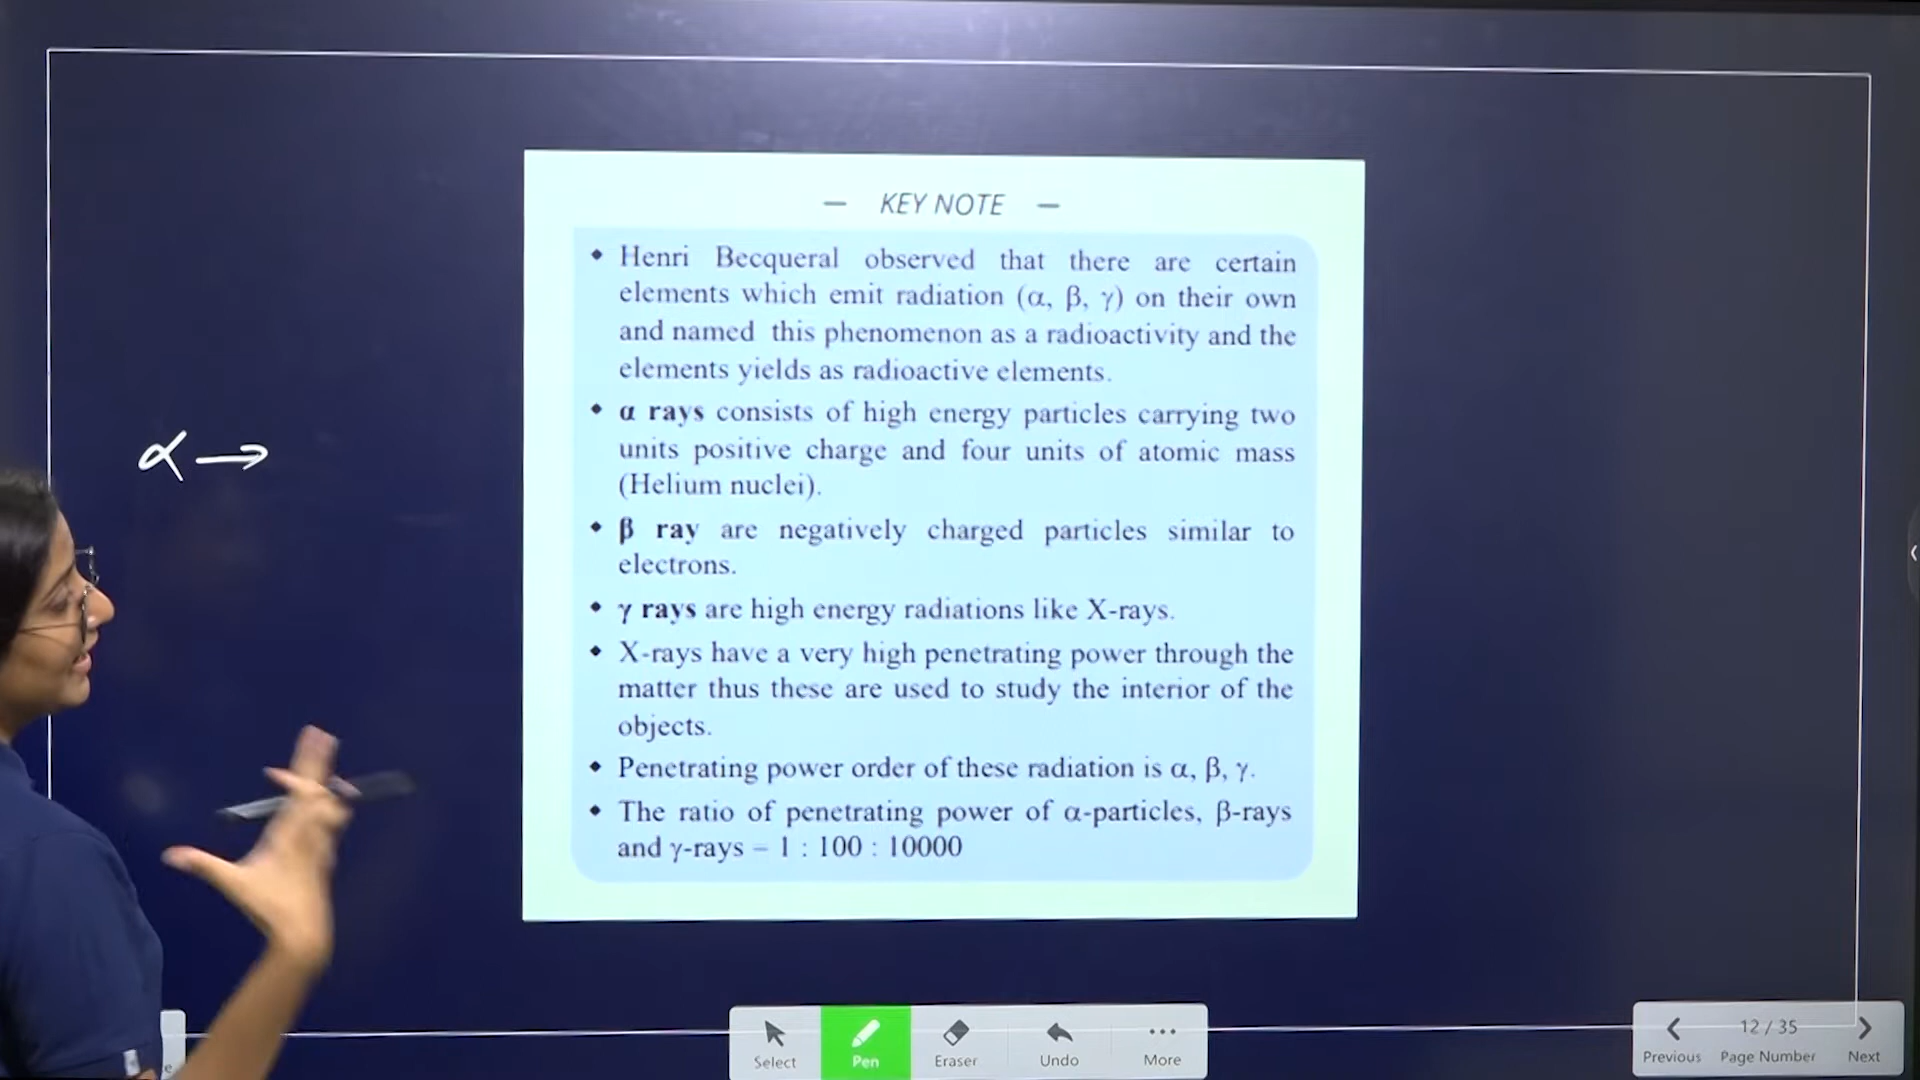 — KEY NOTE —
◆ Henri Becqueral observed that there are certain
elements which emit radiation (α, β, γ) on their own
and named this phenomenon as a radioactivity and the
elements yields as radioactive elements.
◆ α rays consists of high energy particles carrying two
units positive charge and four units of atomic mass
(Helium nuclei).
◆ β ray are negatively charged particles similar to
electrons.
◆ γ rays are high energy radiations like X-rays.
◆ X-rays have a very high penetrating power through the
matter thus these are used to study the interior of the
objects.
◆ Penetrating power order of these radiation is α, β, γ.
◆ The ratio of penetrating power of α-particles, β-rays
and γ-rays = 1 : 100 : 10000
α →
Select Pen Eraser Undo More
12 / 35
Previous Page Number Next